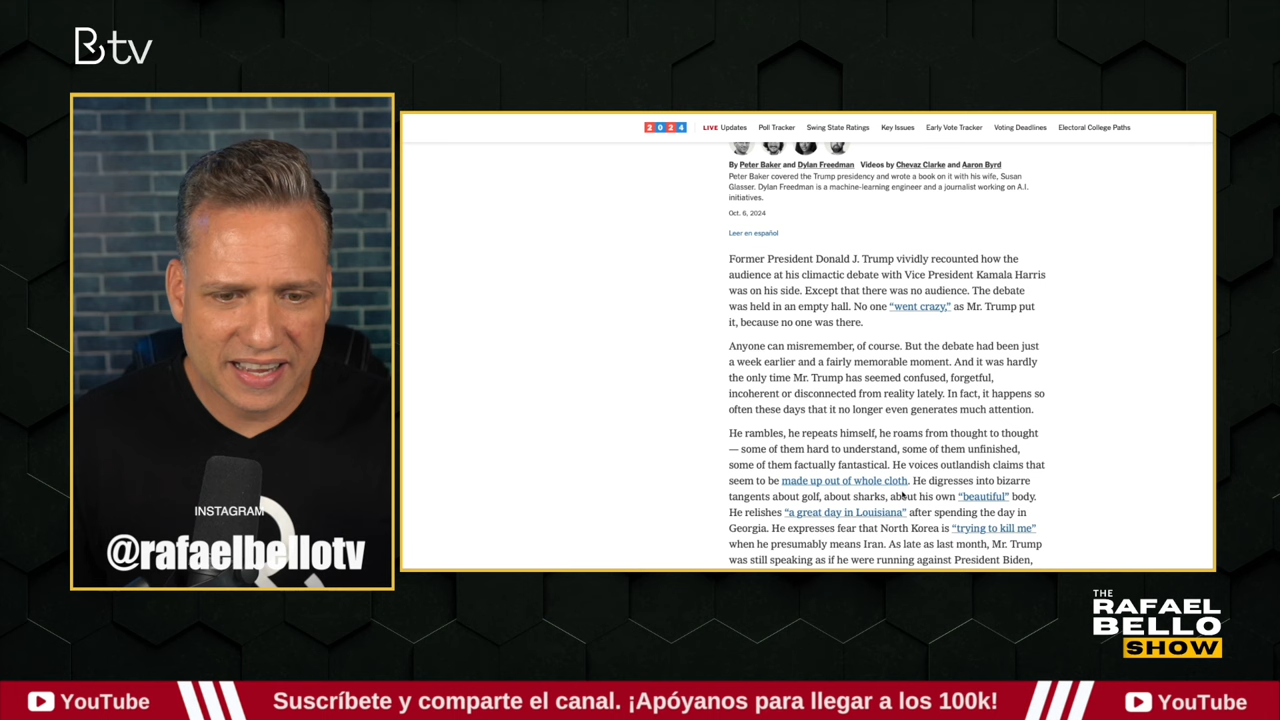 Btv
2024 LIVE Updates Poll Tracker Swing State Ratings Key Issues Early Vote Tracker Voting Deadlines Electoral College Paths
By Peter Baker and Dylan Freedman Videos by Chevaz Clarke and Aaron Byrd
Peter Baker covered the Trump presidency and wrote a book on it with his wife, Susan
Glasser. Dylan Freedman is a machine-learning engineer and a journalist working on A.I.
initiatives.
Oct. 6, 2024
Leer en español
Former President Donald J. Trump vividly recounted how the
audience at his climactic debate with Vice President Kamala Harris
was on his side. Except that there was no audience. The debate
was held in an empty hall. No one “went crazy,” as Mr. Trump put
it, because no one was there.
Anyone can misremember, of course. But the debate had been just
a week earlier and a fairly memorable moment. And it was hardly
the only time Mr. Trump has seemed confused, forgetful,
incoherent or disconnected from reality lately. In fact, it happens so
often these days that it no longer even generates much attention.
He rambles, he repeats himself, he roams from thought to thought
— some of them hard to understand, some of them unfinished,
some of them factually fantastical. He voices outlandish claims that
seem to be made up out of whole cloth. He digresses into bizarre
tangents about golf, about sharks, about his own “beautiful” body.
He relishes “a great day in Louisiana” after spending the day in
Georgia. He expresses fear that North Korea is “trying to kill me”
when he presumably means Iran. As late as last month, Mr. Trump
was still speaking as if he were running against President Biden,
INSTAGRAM
@rafaelbellotv
THE
RAFAEL
BELLO
SHOW
YouTube Suscríbete y comparte el canal. ¡Apóyanos para llegar a los 100k! YouTube